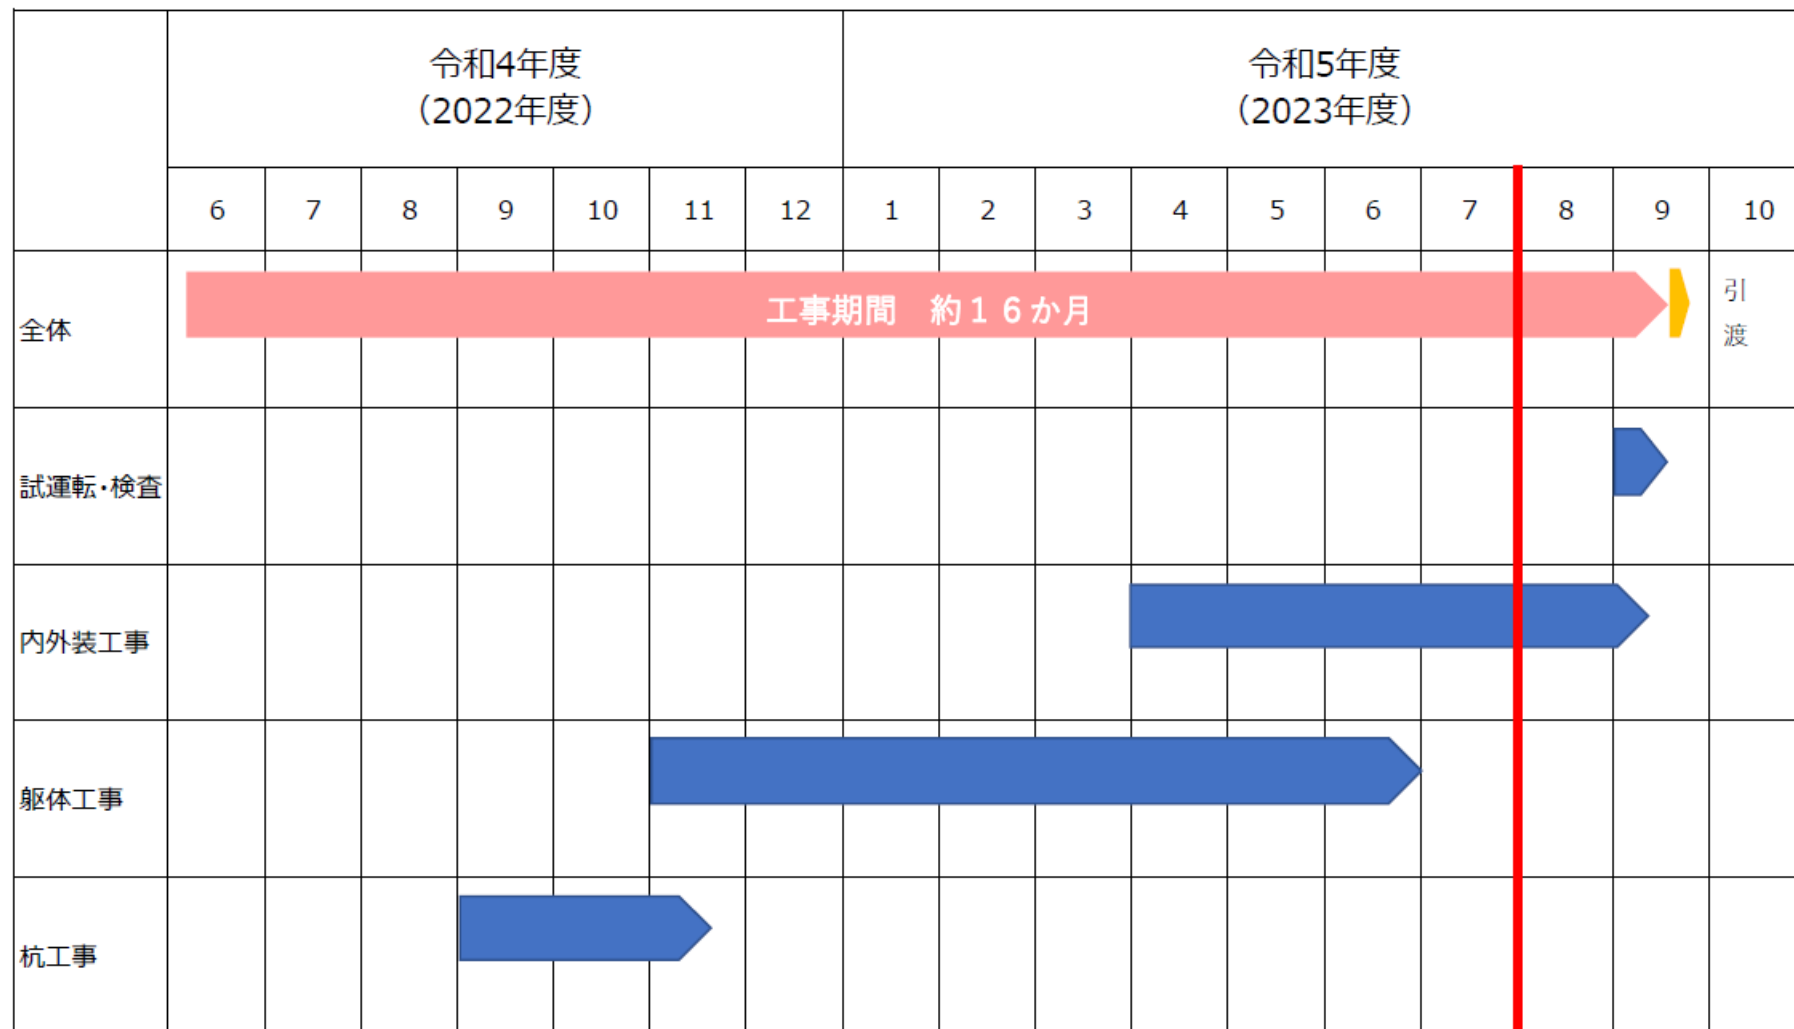 令和4年度
（2022年度）
令和5年度
（2023年度）
6 7 8 9 10 11 12 1 2 3 4 5 6 7 8 9 10
全体
工事期間　約１６か月
引
渡
試運転・検査
内外装工事
躯体工事
杭工事